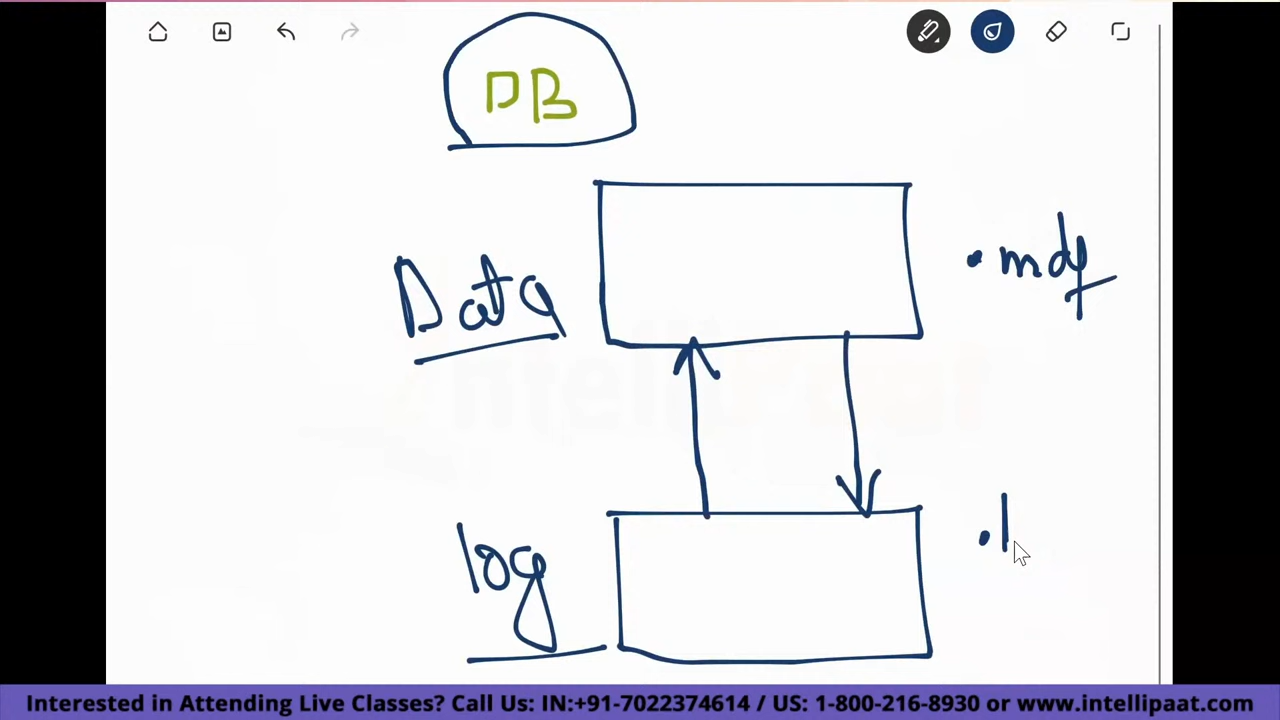 DB
Data
.mdf
log
.l
Interested in Attending Live Classes? Call Us: IN:+91-7022374614 / US: 1-800-216-8930 or www.intellipaat.com